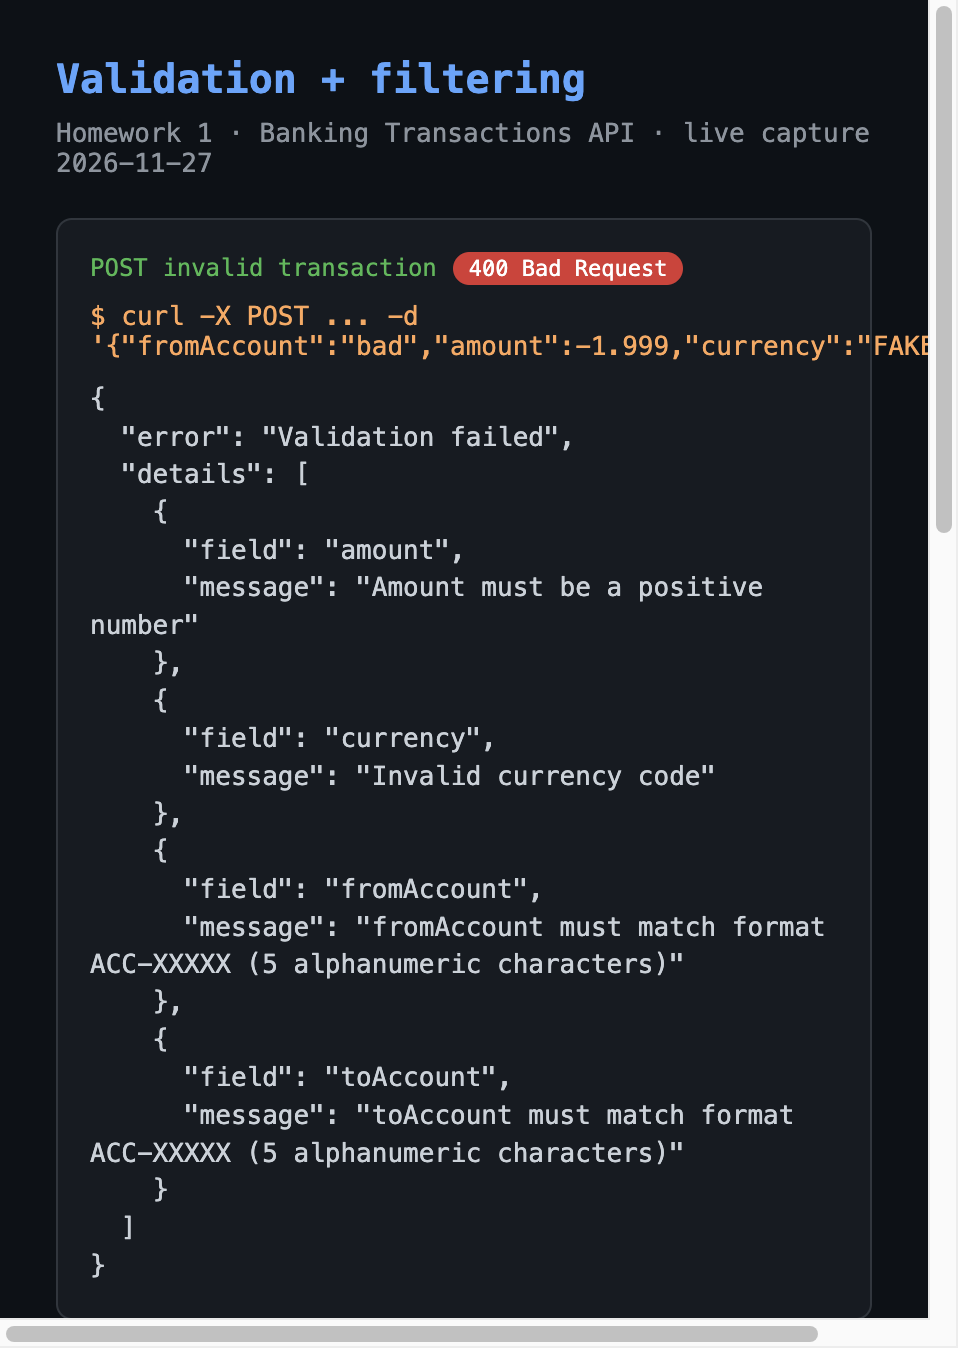 Validation + filtering
Homework 1 · Banking Transactions API · live capture
2026-11-27
POST invalid transaction 400 Bad Request
$ curl -X POST ... -d
'{"fromAccount":"bad","amount":-1.999,"currency":"FAKE
{
  "error": "Validation failed",
  "details": [
    {
      "field": "amount",
      "message": "Amount must be a positive
number"
    },
    {
      "field": "currency",
      "message": "Invalid currency code"
    },
    {
      "field": "fromAccount",
      "message": "fromAccount must match format
ACC-XXXXX (5 alphanumeric characters)"
    },
    {
      "field": "toAccount",
      "message": "toAccount must match format
ACC-XXXXX (5 alphanumeric characters)"
    }
  ]
}